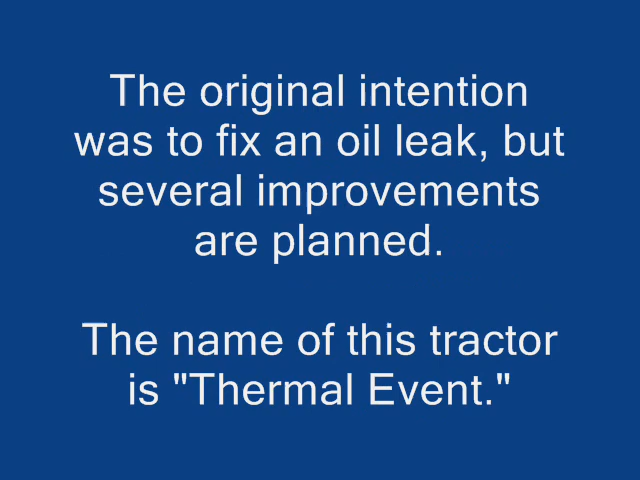 The original intention
was to fix an oil leak, but
several improvements
are planned.
The name of this tractor
is "Thermal Event."